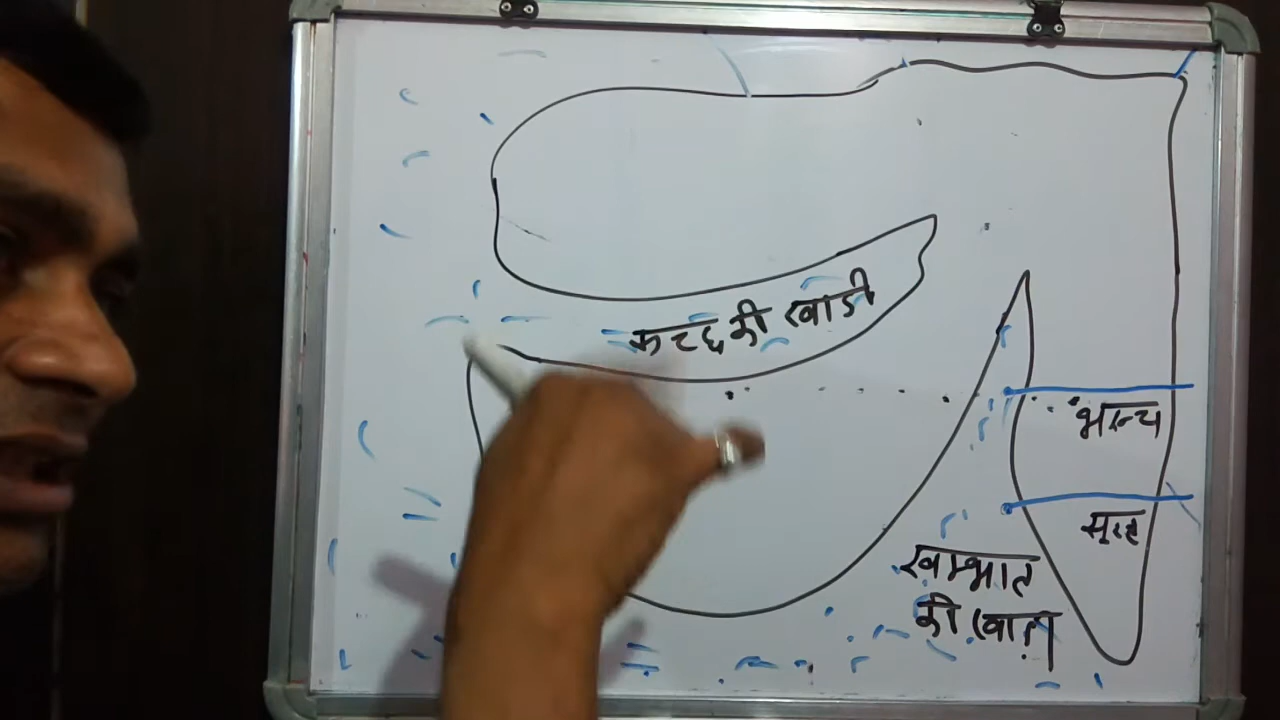 कच्छ की खाडी
भरूच
सूरत
खम्भात
की खाडी